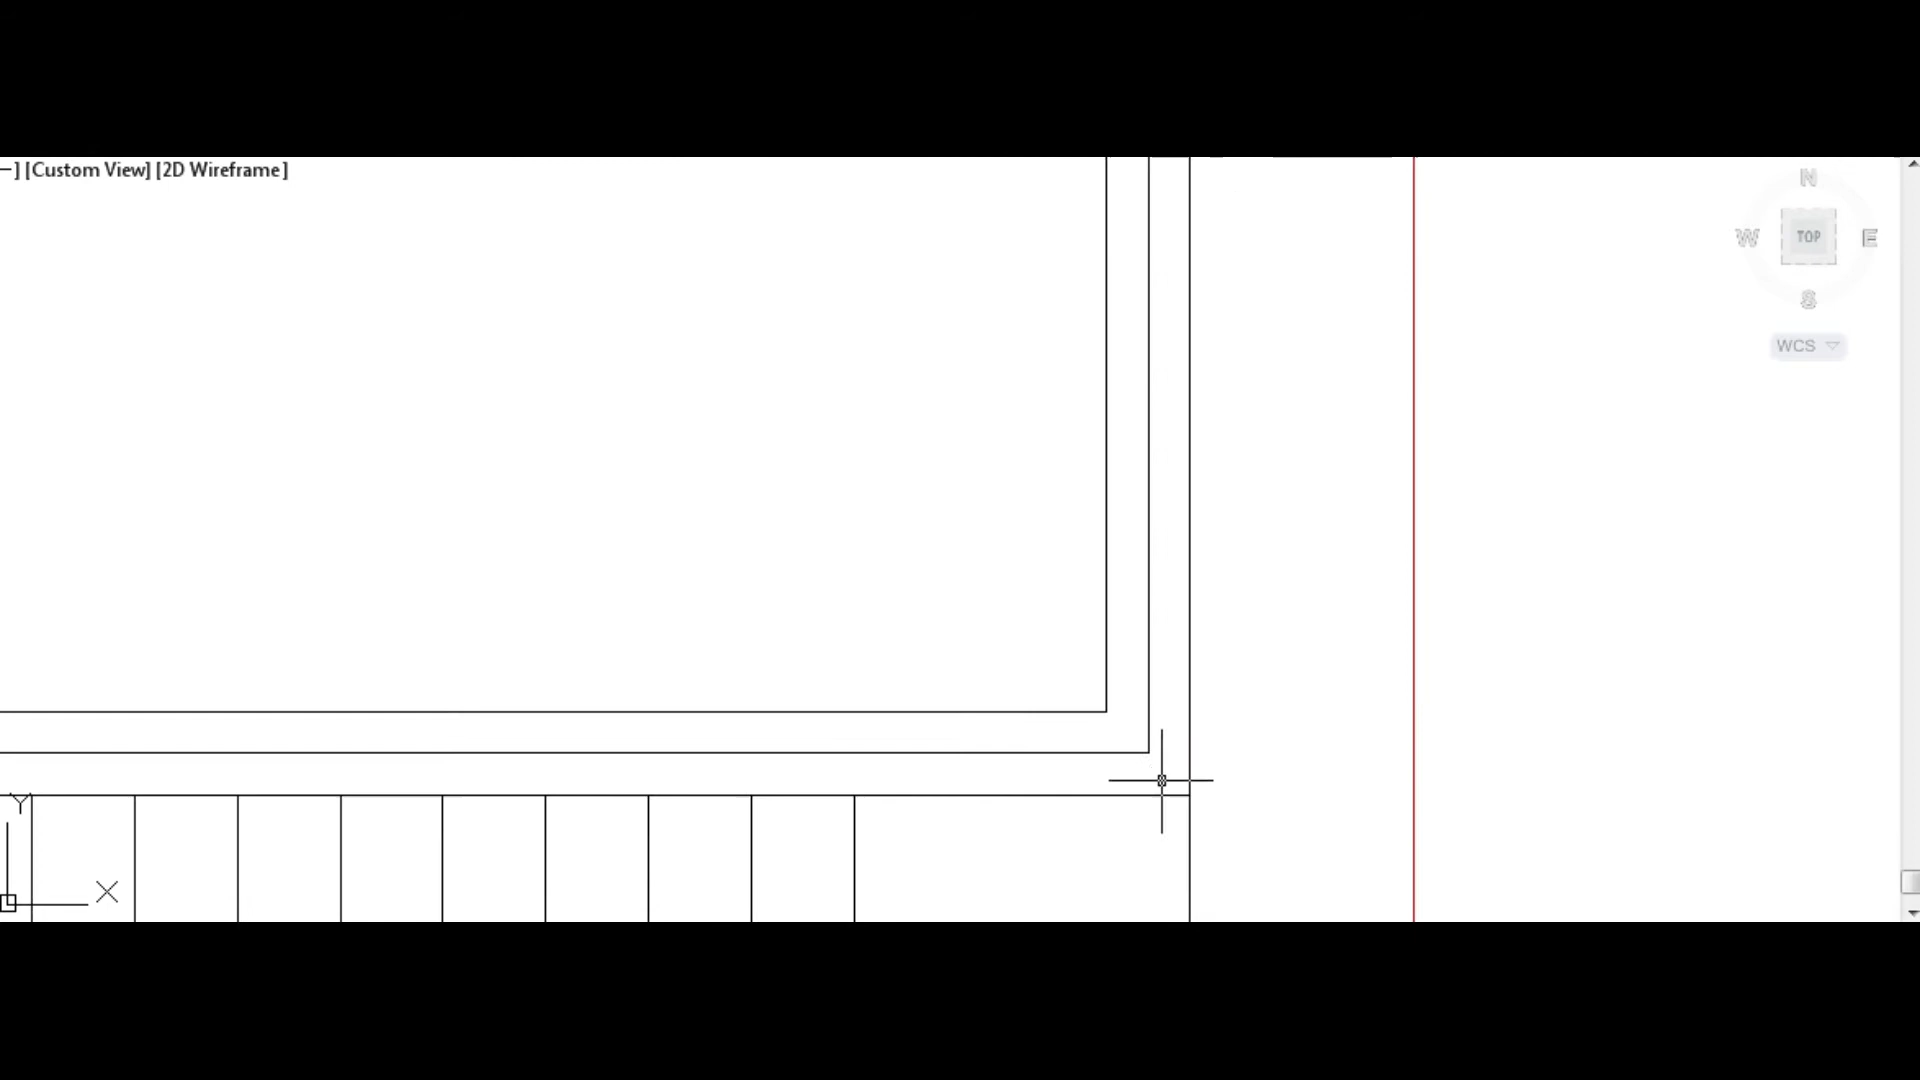 —] [Custom View] [2D Wireframe]
N
W TOP E
S
WCS
Y
X